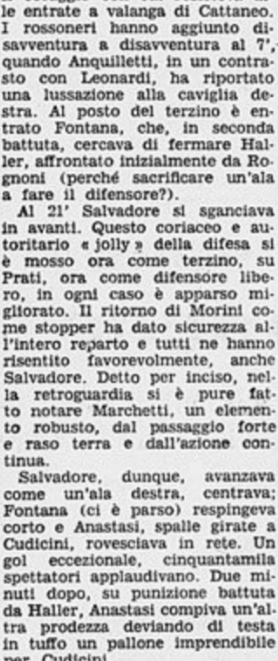 le entrate a valanga di Cattaneo.
I rossoneri hanno aggiunto di-
savventura a disavventura al 7',
quando Anquilletti, in un contra-
sto con Leonardi, ha riportato
una lussazione alla caviglia de-
stra. Al posto del terzino è en-
trato Fontana, che, in seconda
battuta, cercava di fermare Hal-
ler, affrontato inizialmente da Ro-
gnoni (perché sacrificare un'ala
a fare il difensore?).
Al 21' Salvadore si sganciava
in avanti. Questo coriaceo e au-
toritario « jolly » della difesa si
è mosso ora come terzino, su
Prati, ora come difensore libe-
ro, in ogni caso è apparso mi-
gliorato. Il ritorno di Morini co-
me stopper ha dato sicurezza al-
l'intero reparto e tutti ne hanno
risentito favorevolmente, anche
Salvadore. Detto per inciso, nel-
la retroguardia si è pure fat-
to notare Marchetti, un elemen-
to robusto, dal passaggio forte
e raso terra e dall'azione con-
tinua.
Salvadore, dunque, avanzava
come un'ala destra, centrava,
Fontana (ci è parso) respingeva
corto e Anastasi, spalle girate a
Cudicini, rovesciava in rete. Un
gol eccezionale, cinquantamila
spettatori applaudivano. Due mi-
nuti dopo, su punizione battuta
da Haller, Anastasi compiva un'al-
tra prodezza deviando di testa
in tuffo un pallone imprendibile
per Cudicini